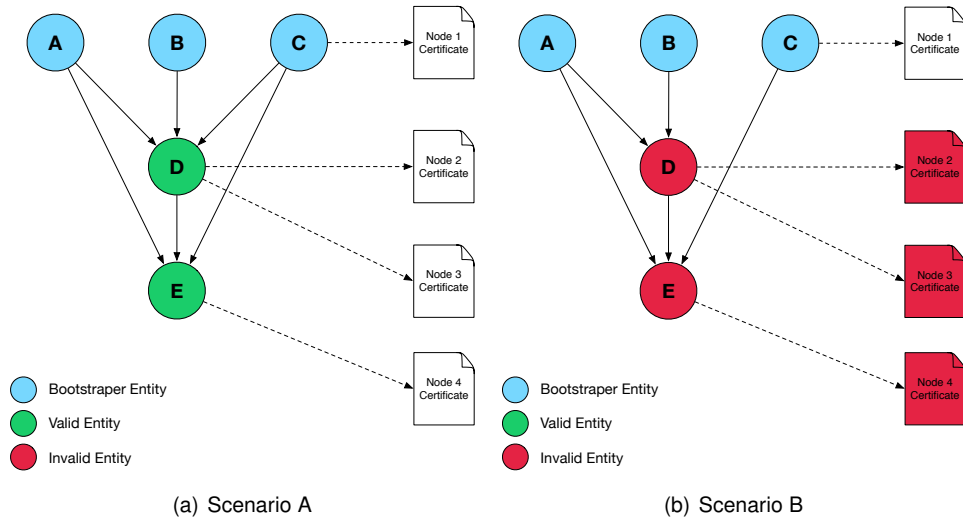 A
B
C
Node 1
Certificate
D
Node 2
Certificate
Node 3
Certificate
E
Node 4
Certificate
Bootstraper Entity
Valid Entity
Invalid Entity
(a) Scenario A
A
B
C
Node 1
Certificate
D
Node 2
Certificate
Node 3
Certificate
E
Node 4
Certificate
Bootstraper Entity
Valid Entity
Invalid Entity
(b) Scenario B